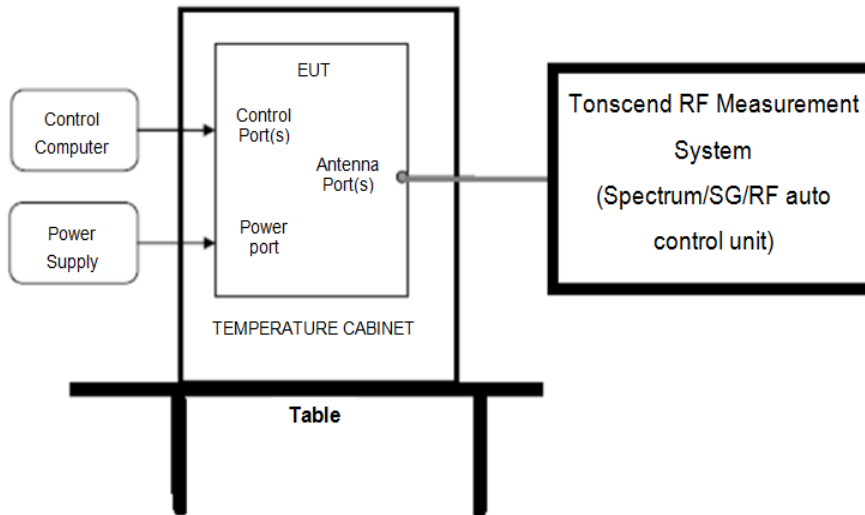 EUT
Control
Computer
Control
Port(s)
Antenna
Port(s)
Power
Supply
Power
port
TEMPERATURE CABINET
Table
Tonscend RF Measurement
System
(Spectrum/SG/RF auto
control unit)